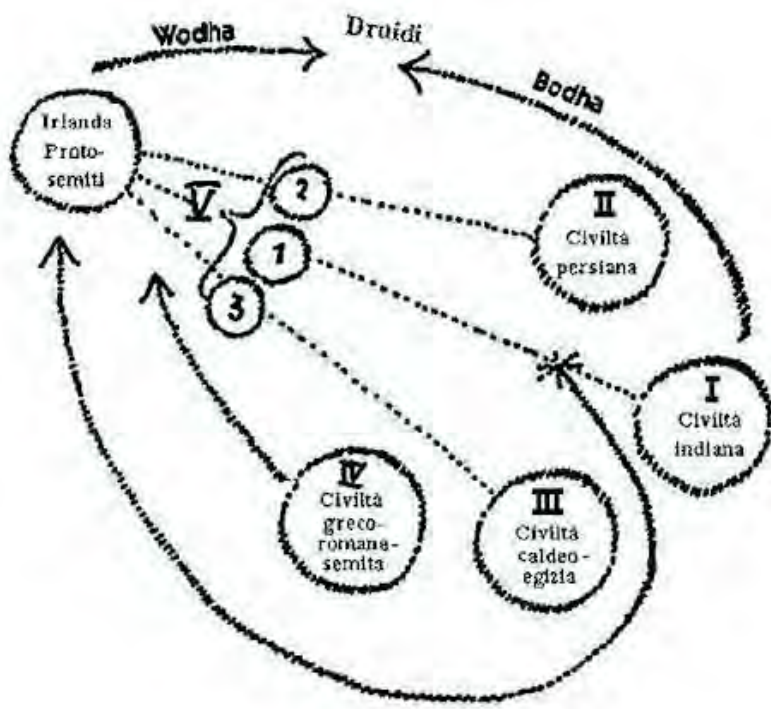 Wodha
Druidi
Bodha
Irlanda
Proto-
semiti
V
2
1
3
II
Civiltà
persiana
I
Civiltà
indiana
IV
Civiltà
greco-
romana-
semita
III
Civiltà
caldeo-
egizia